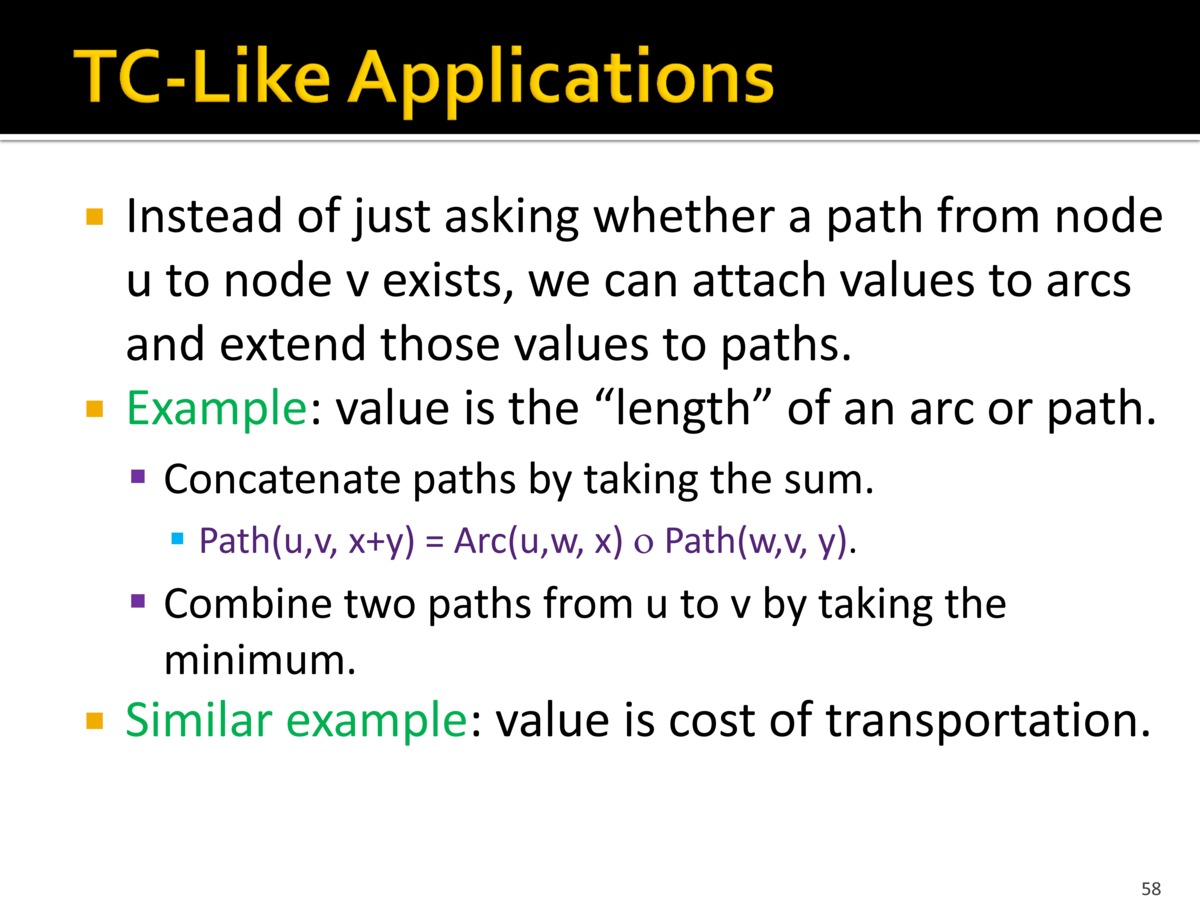 TC-Like Applications
Instead of just asking whether a path from node
u to node v exists, we can attach values to arcs
and extend those values to paths.
Example: value is the “length” of an arc or path.
Concatenate paths by taking the sum.
Path(u,v, x+y) = Arc(u,w, x) o Path(w,v, y).
Combine two paths from u to v by taking the
minimum.
Similar example: value is cost of transportation.
58